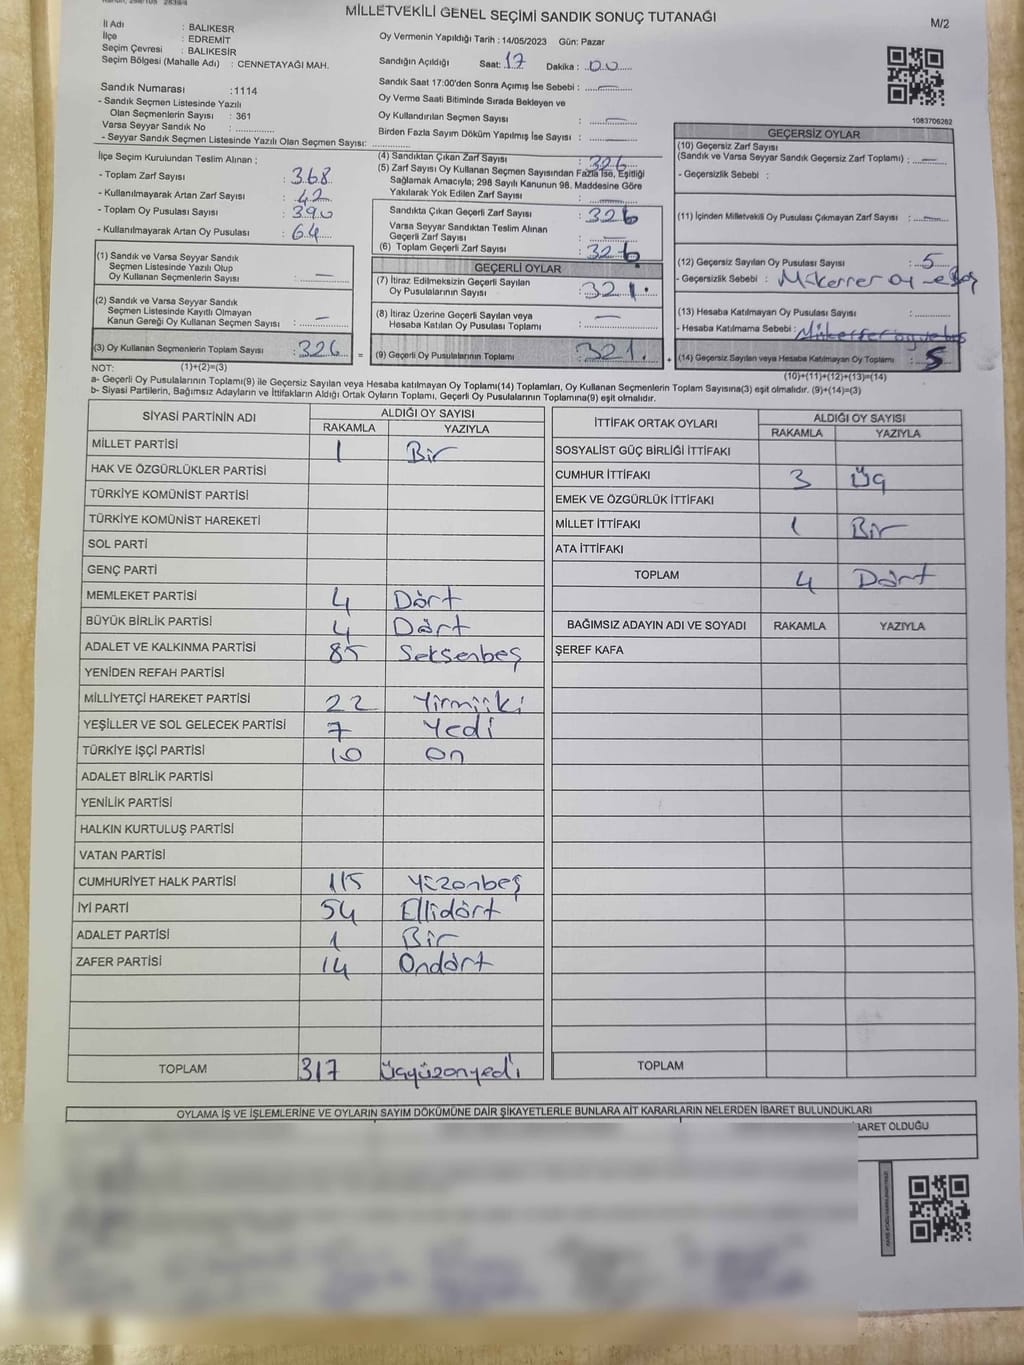 MİLLETVEKİLİ GENEL SEÇİMİ SANDIK SONUÇ TUTANAĞI
M/2
İl Adı : BALIKESR
İlçe : EDREMİT
Seçim Çevresi : BALIKESİR
Seçim Bölgesi (Mahalle Adı) : CENNETAYAĞI MAH.
Sandık Numarası :1114
- Sandık Seçmen Listesinde Yazılı
Olan Seçmenlerin Sayısı : 361
Varsa Seyyar Sandık No :
- Seyyar Sandık Seçmen Listesinde Yazılı Olan Seçmen Sayısı:
İlçe Seçim Kurulundan Teslim Alınan ;
- Toplam Zarf Sayısı : 368
- Kullanılmayarak Artan Zarf Sayısı : 42
- Toplam Oy Pusulası Sayısı : 390
- Kullanılmayarak Artan Oy Pusulası : 64
(1) Sandık ve Varsa Seyyar Sandık
Seçmen Listesinde Yazılı Olup
Oy Kullanan Seçmenlerin Sayısı : —
(2) Sandık ve Varsa Seyyar Sandık
Seçmen Listesinde Kayıtlı Olmayan
Kanun Gereği Oy Kullanan Seçmen Sayısı : —
(3) Oy Kullanan Seçmenlerin Toplam Sayısı : 326 =
(1)+(2)=(3)
Oy Vermenin Yapıldığı Tarih : 14/05/2023 Gün: Pazar
Sandığın Açıldığı Saat: 17 Dakika : 00
Sandık Saat 17:00'den Sonra Açımış İse Sebebi : —
Oy Verme Saati Bitiminde Sırada Bekleyen ve
Oy Kullandırılan Seçmen Sayısı : —
Birden Fazla Sayım Döküm Yapılmış İse Sayısı : —
(4) Sandıktan Çıkan Zarf Sayısı : 326
(5) Zarf Sayısı Oy Kullanan Seçmen Sayısından Fazla İse, Eşitliği
Sağlamak Amacıyla; 298 Sayılı Kanunun 98. Maddesine Göre
Yakılarak Yok Edilen Zarf Sayısı : —
Sandıkta Çıkan Geçerli Zarf Sayısı : 326
Varsa Seyyar Sandıktan Teslim Alınan
Geçerli Zarf Sayısı : —
(6) Toplam Geçerli Zarf Sayısı : 326
GEÇERLİ OYLAR
(7) İtiraz Edilmeksizin Geçerli Sayılan
Oy Pusulalarının Sayısı : 321.
(8) İtiraz Üzerine Geçerli Sayılan veya
Hesaba Katılan Oy Pusulası Toplamı : —
(9) Geçerli Oy Pusulalarının Toplamı : 321. +
1083706262
GEÇERSİZ OYLAR
(10) Geçersiz Zarf Sayısı
(Sandık ve Varsa Seyyar Sandık Geçersiz Zarf Toplamı) : —
- Geçersizlik Sebebi :
(11) İçinden Milletvekili Oy Pusulası Çıkmayan Zarf Sayısı : —
(12) Geçersiz Sayılan Oy Pusulası Sayısı : 5
- Geçersizlik Sebebi : Mükerrer oy ve Boş
(13) Hesaba Katılmayan Oy Pusulası Sayısı :
- Hesaba Katılmama Sebebi : Mükerrer oy ve boş
(14) Geçersiz Sayılan veya Hesaba Katılmayan Oy Toplamı : 5
(10)+(11)+(12)+(13)=(14)
NOT:
a- Geçerli Oy Pusulalarının Toplamı(9) ile Geçersiz Sayılan veya Hesaba katılmayan Oy Toplamı(14) Toplamları, Oy Kullanan Seçmenlerin Toplam Sayısına(3) eşit olmalıdır. (9)+(14)=(3)
b- Siyasi Partilerin, Bağımsız Adayların ve İttifakların Aldığı Oyların Toplamı, Geçerli Oy Pusulalarının Toplamına(9) eşit olmalıdır.
SİYASİ PARTİNİN ADI ALDIĞI OY SAYISI
RAKAMLA YAZIYLA
MİLLET PARTİSİ 1 Bir
HAK VE ÖZGÜRLÜKLER PARTİSİ
TÜRKİYE KOMÜNİST PARTİSİ
TÜRKİYE KOMÜNİST HAREKETİ
SOL PARTİ
GENÇ PARTİ
MEMLEKET PARTİSİ 4 Dört
BÜYÜK BİRLİK PARTİSİ 4 Dört
ADALET VE KALKINMA PARTİSİ 85 Seksenbeş
YENİDEN REFAH PARTİSİ
MİLLİYETÇİ HAREKET PARTİSİ 22 Yirmiiki
YEŞİLLER VE SOL GELECEK PARTİSİ 7 Yedi
TÜRKİYE İŞÇİ PARTİSİ 10 On
ADALET BİRLİK PARTİSİ
YENİLİK PARTİSİ
HALKIN KURTULUŞ PARTİSİ
VATAN PARTİSİ
CUMHURİYET HALK PARTİSİ 115 Yüzonbeş
İYİ PARTİ 54 Ellidört
ADALET PARTİSİ 1 Bir
ZAFER PARTİSİ 14 Ondört
TOPLAM 317 Üçyüzonyedi
İTTİFAK ORTAK OYLARI ALDIĞI OY SAYISI
RAKAMLA YAZIYLA
SOSYALİST GÜÇ BİRLİĞİ İTTİFAKI
CUMHUR İTTİFAKI 3 Üç
EMEK VE ÖZGÜRLÜK İTTİFAKI
MİLLET İTTİFAKI 1 Bir
ATA İTTİFAKI
TOPLAM 4 Dört
BAĞIMSIZ ADAYIN ADI VE SOYADI RAKAMLA YAZIYLA
ŞEREF KAFA
TOPLAM
OYLAMA İŞ VE İŞLEMLERİNE VE OYLARIN SAYIM DÖKÜMÜNE DAİR ŞİKAYETLERLE BUNLARA AİT KARARLARIN NELERDEN İBARET BULUNDUKLARI
BARET OLDUĞU